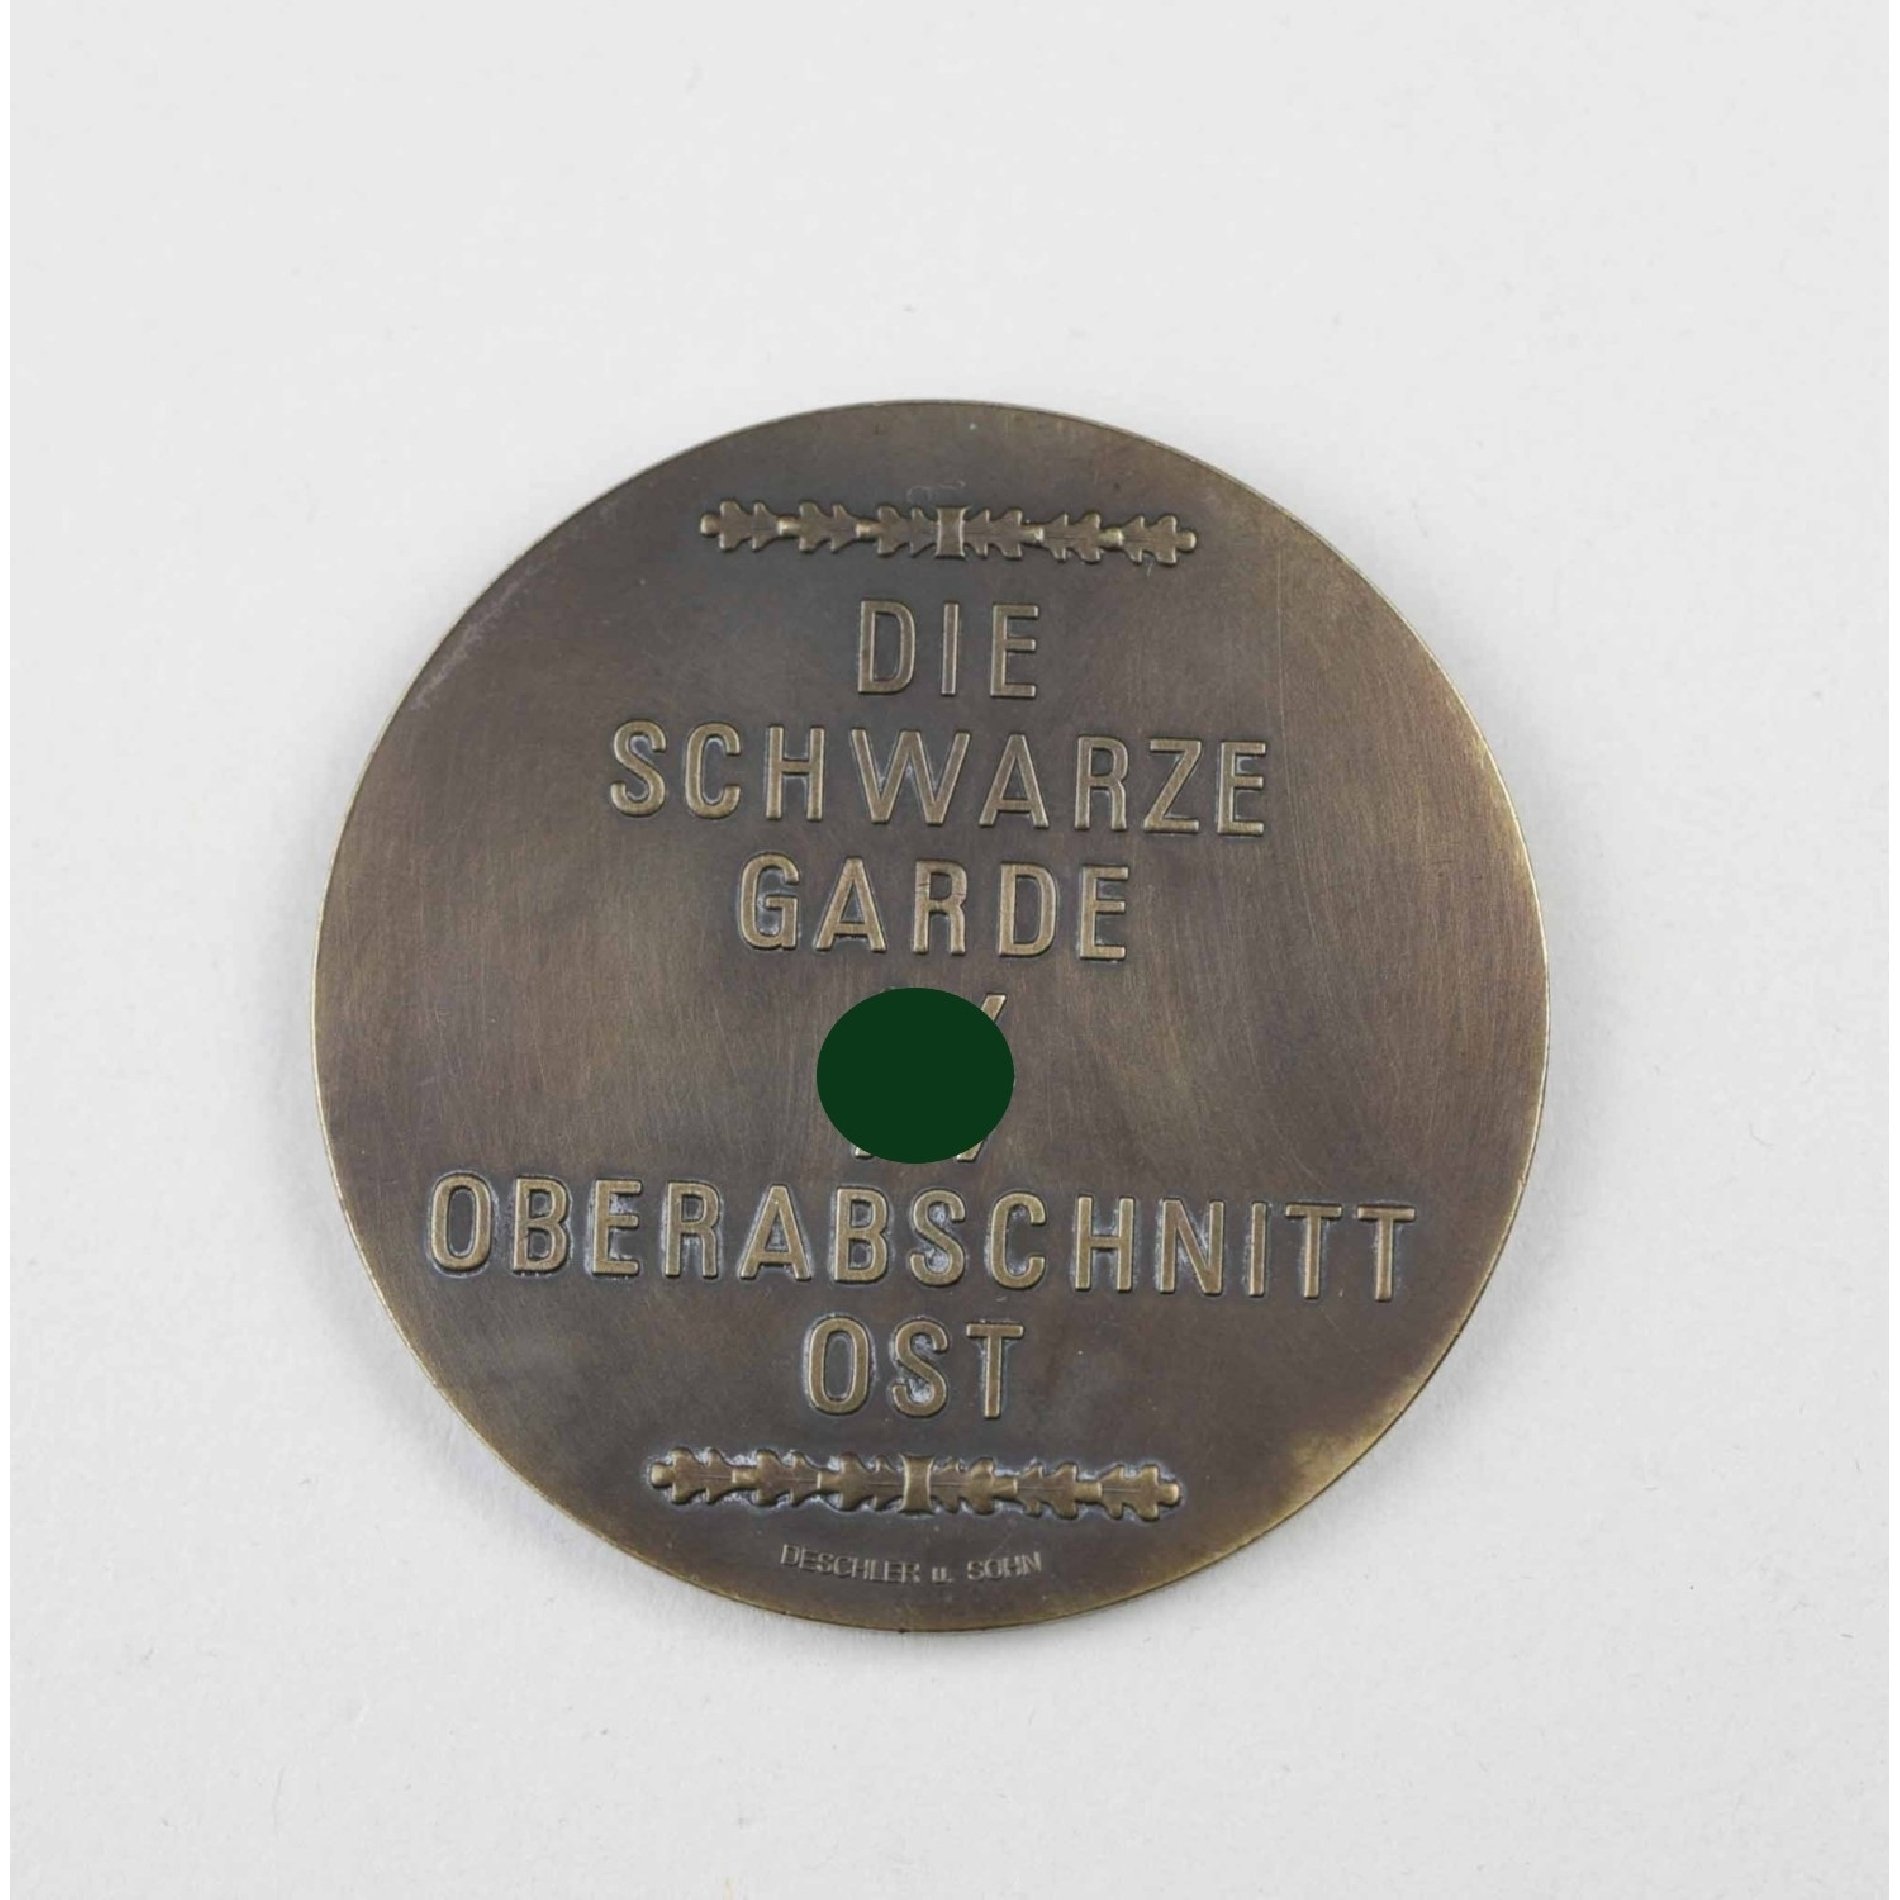 DIE
SCHWARZE
GARDE
OBERABSCHNITT
OST
DESCHLER u. SOHN